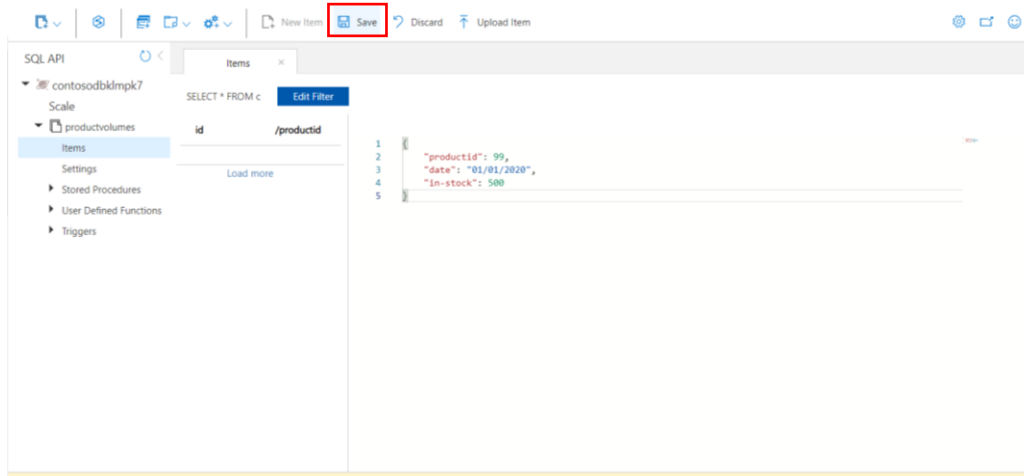 New Item Save Discard Upload Item
SQL API
Items ×
contosodbklmpk7
SELECT * FROM c Edit Filter
Scale
productvolumes
id /productid
Items
Load more
Settings
Stored Procedures
User Defined Functions
Triggers
1 {
2 "productid": 99,
3 "date": "01/01/2020",
4 "in-stock": 500
5 }